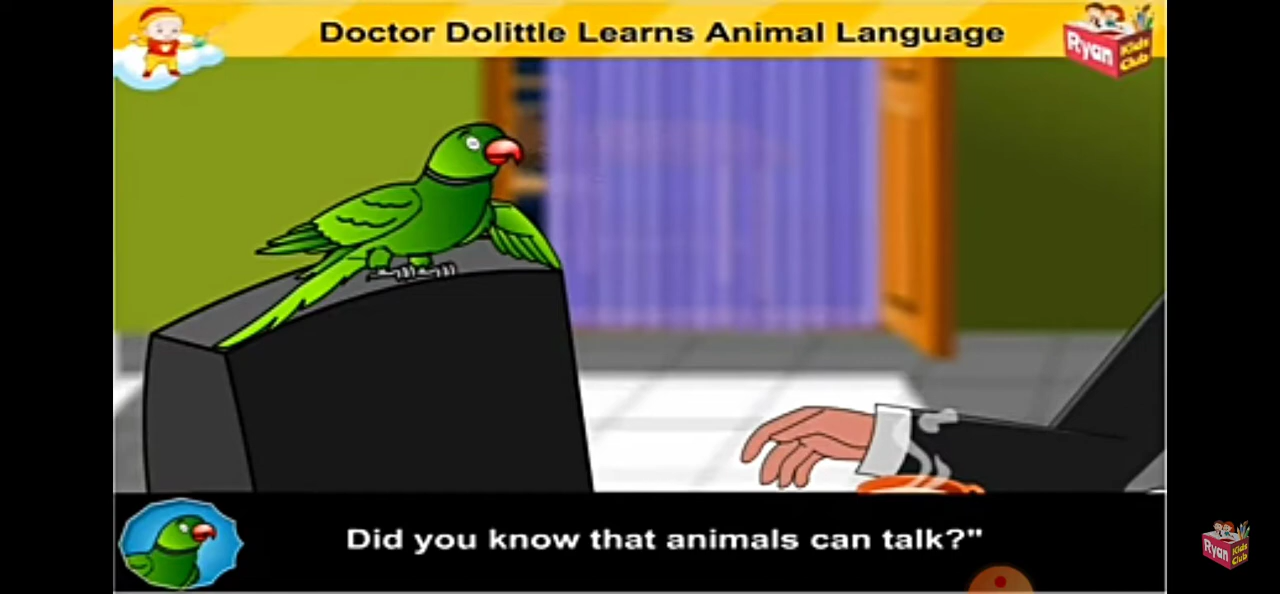 Doctor Dolittle Learns Animal Language
Ryan
Kids
Club
Did you know that animals can talk?"
Ryan
Kids
Club